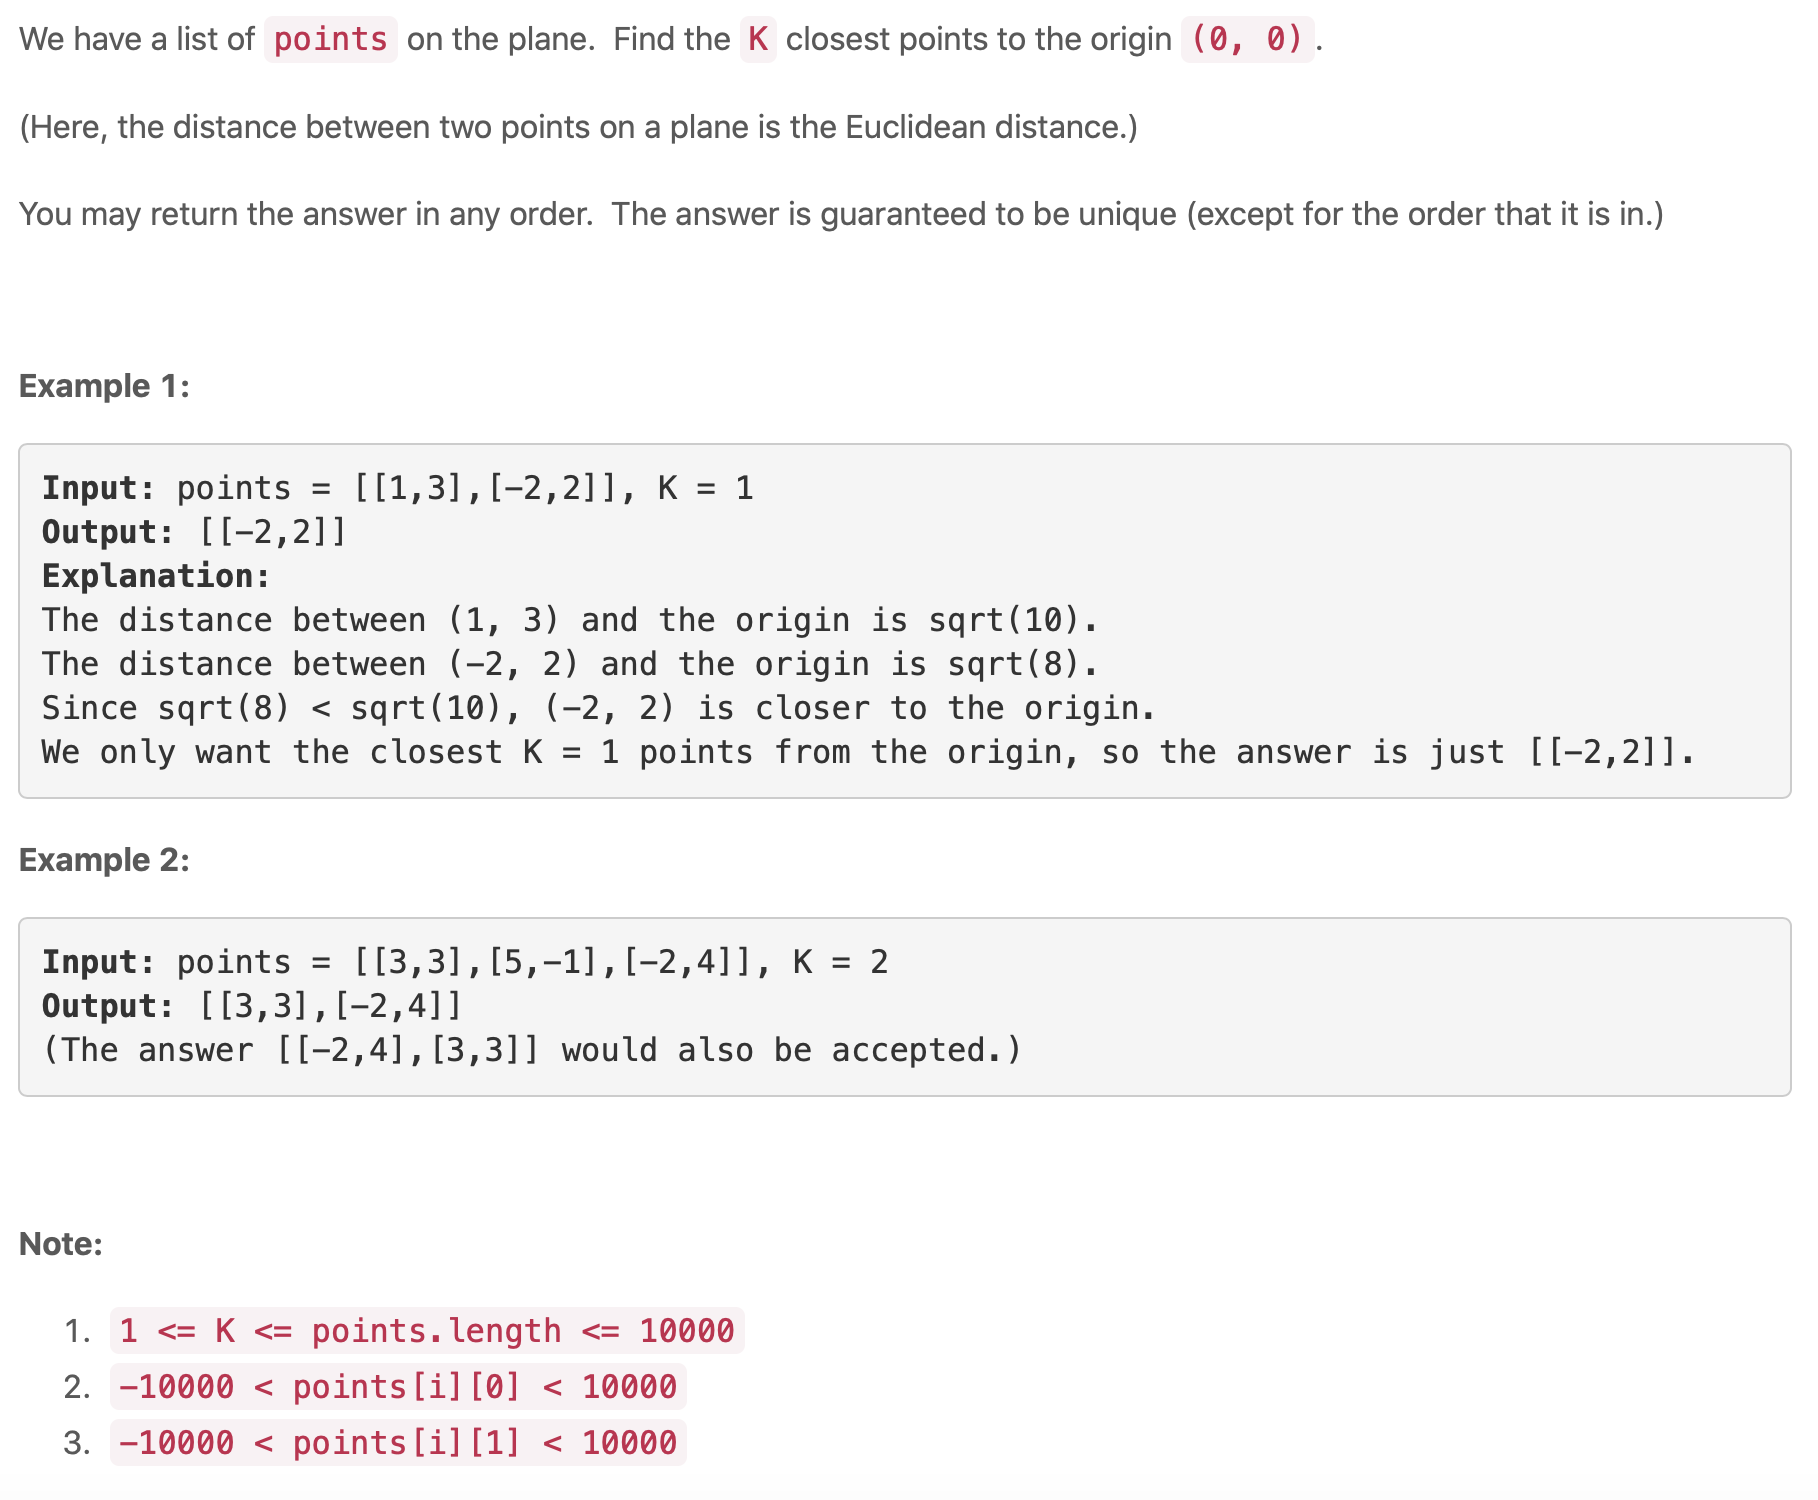 We have a list of points on the plane.  Find the K closest points to the origin (0, 0).
(Here, the distance between two points on a plane is the Euclidean distance.)
You may return the answer in any order.  The answer is guaranteed to be unique (except for the order that it is in.)
Example 1:
Input: points = [[1,3],[-2,2]], K = 1
Output: [[-2,2]]
Explanation:
The distance between (1, 3) and the origin is sqrt(10).
The distance between (-2, 2) and the origin is sqrt(8).
Since sqrt(8) < sqrt(10), (-2, 2) is closer to the origin.
We only want the closest K = 1 points from the origin, so the answer is just [[-2,2]].
Example 2:
Input: points = [[3,3],[5,-1],[-2,4]], K = 2
Output: [[3,3],[-2,4]]
(The answer [[-2,4],[3,3]] would also be accepted.)
Note:
1. 1 <= K <= points.length <= 10000
2. -10000 < points[i][0] < 10000
3. -10000 < points[i][1] < 10000